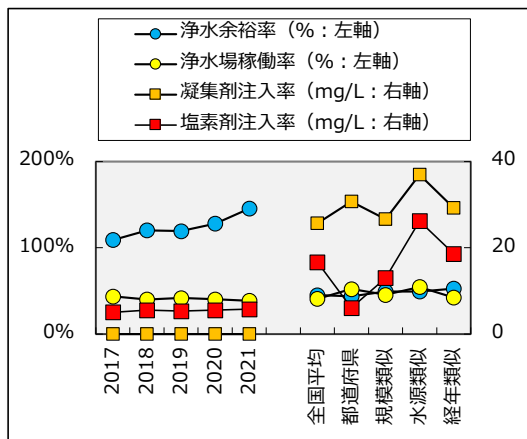 浄水余裕率（%：左軸）
浄水場稼働率（%：左軸）
凝集剤注入率（mg/L：右軸）
塩素剤注入率（mg/L：右軸）
200%
40
100%
20
0%
0
2017
2018
2019
2020
2021
全国平均
都道府県
規模類似
水源類似
経年類似